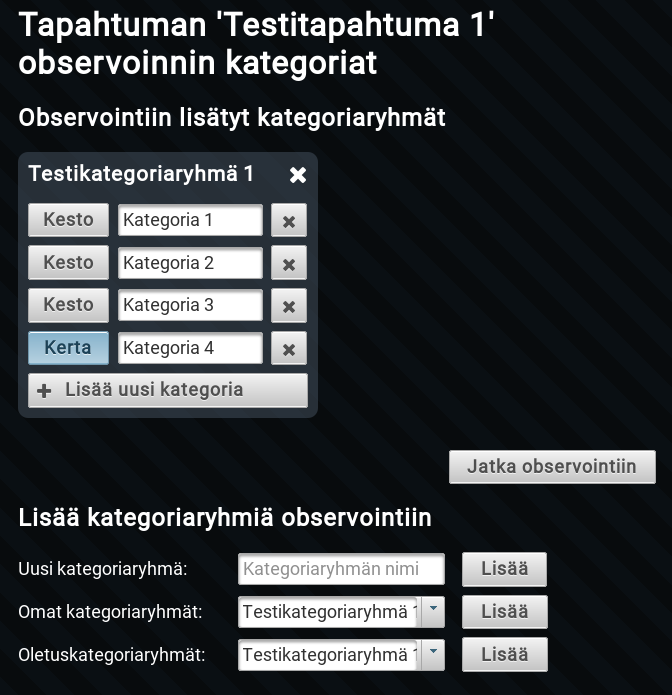 Tapahtuman 'Testitapahtuma 1'
observoinnin kategoriat
Observointiin lisätyt kategoriaryhmät
Testikategoriaryhmä 1
Kesto Kategoria 1
Kesto Kategoria 2
Kesto Kategoria 3
Kerta Kategoria 4
Lisää uusi kategoria
Jatka observointiin
Lisää kategoriaryhmiä observointiin
Uusi kategoriaryhmä: Kategoriaryhmän nimi Lisää
Omat kategoriaryhmät: Testikategoriaryhmä 1 Lisää
Oletuskategoriaryhmät: Testikategoriaryhmä 1 Lisää